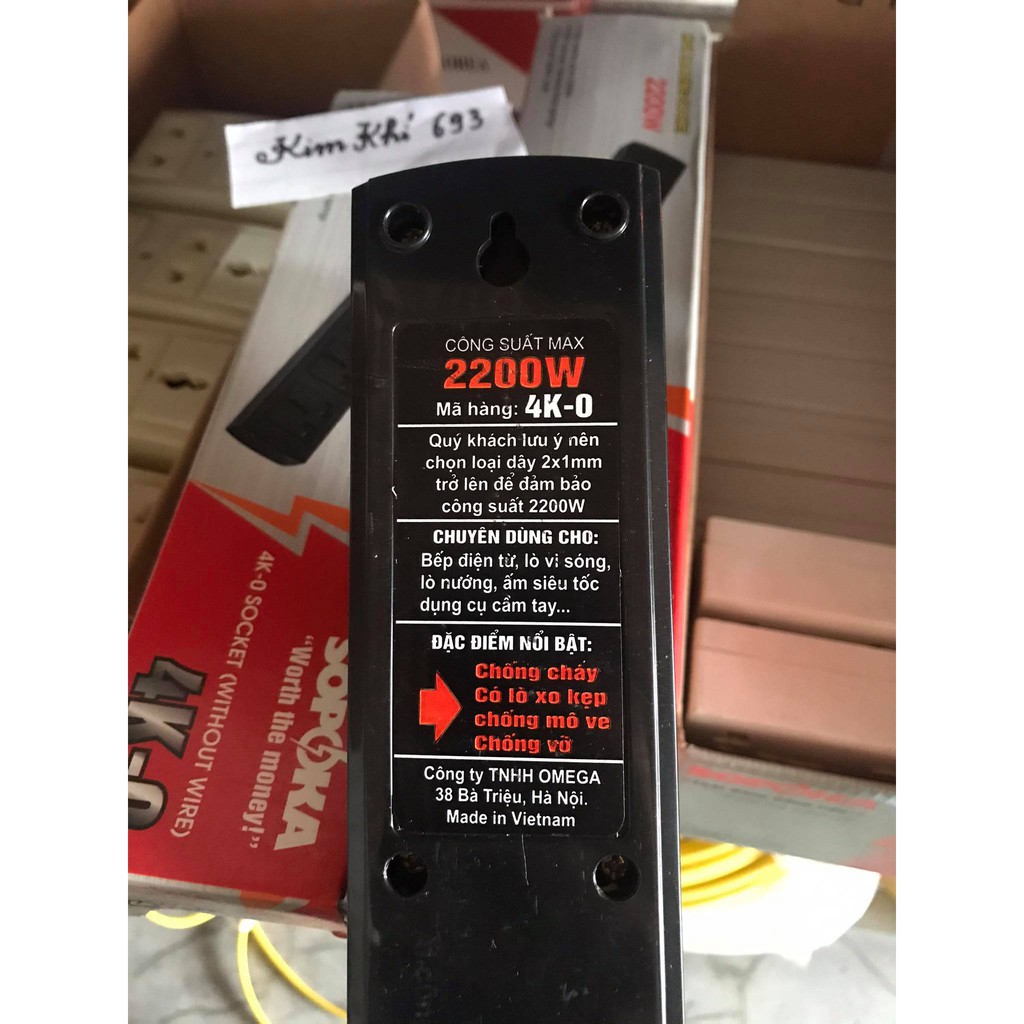 Kim Khí 693
2200W
CÔNG SUẤT MAX
2200W
Mã hàng: 4K-0
Quý khách lưu ý nên
chọn loại dây 2x1mm
trở lên để đảm bảo
công suất 2200W
CHUYÊN DÙNG CHO:
Bếp điện từ, lò vi sóng,
lò nướng, ấm siêu tốc
dụng cụ cầm tay...
ĐẶC ĐIỂM NỔI BẬT:
Chống cháy
Có lò xo kẹp
chống mô ve
Chống vỡ
Công ty TNHH OMEGA
38 Bà Triệu, Hà Nội.
Made in Vietnam
SOPOKA
"Worth the money!"
4K-O SOCKET (WITHOUT WIRE)
4K-O